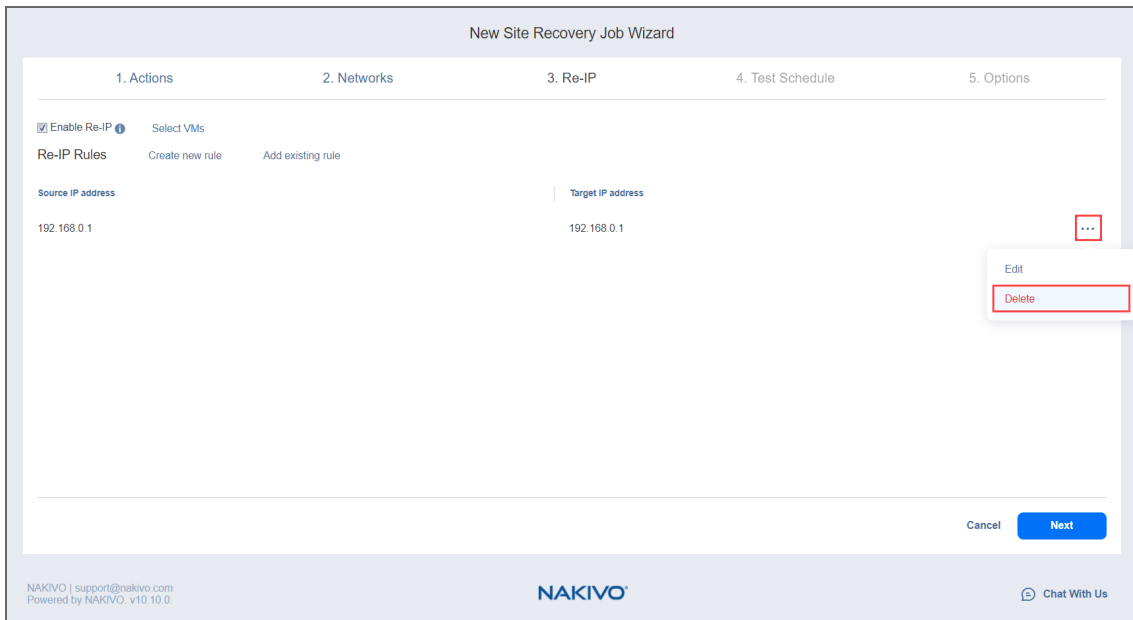 New Site Recovery Job Wizard
1. Actions 2. Networks 3. Re-IP 4. Test Schedule 5. Options
Enable Re-IP Select VMs
Re-IP Rules Create new rule Add existing rule
Source IP address Target IP address
192.168.0.1 192.168.0.1 ...
Edit
Delete
Cancel Next
NAKIVO | support@nakivo.com
Powered by NAKIVO. v10.10.0.
NAKIVO®
Chat With Us